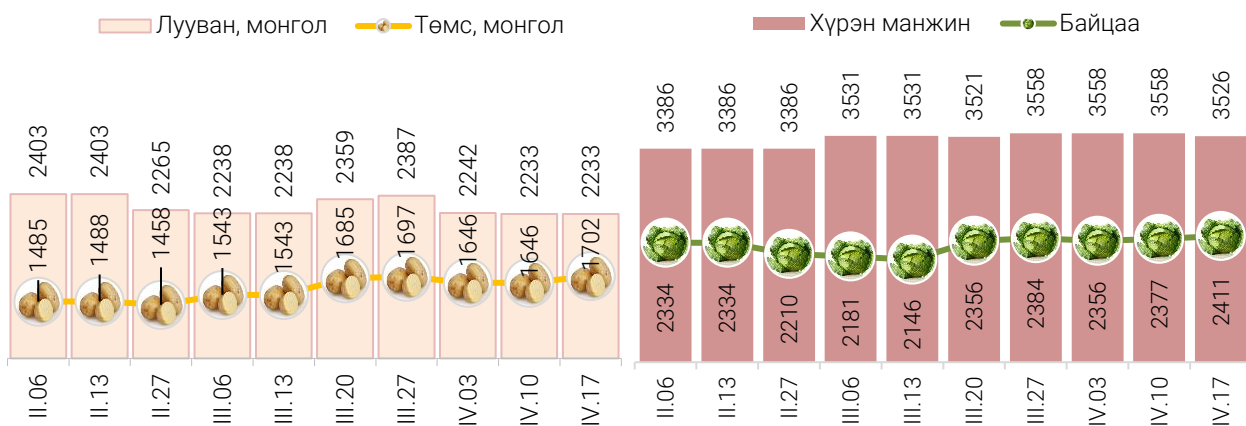 Лууван, монгол Төмс, монгол
2403 2403 2265 2238 2238 2359 2387 2242 2233 2233
1485 1488 1458 1543 1543 1685 1697 1646 1646 1702
II.06 II.13 II.27 III.06 III.13 III.20 III.27 IV.03 IV.10 IV.17
Хүрэн манжин Байцаа
3386 3386 3386 3531 3531 3521 3558 3558 3558 3526
2334 2334 2210 2181 2146 2356 2384 2356 2377 2411
II.06 II.13 II.27 III.06 III.13 III.20 III.27 IV.03 IV.10 IV.17